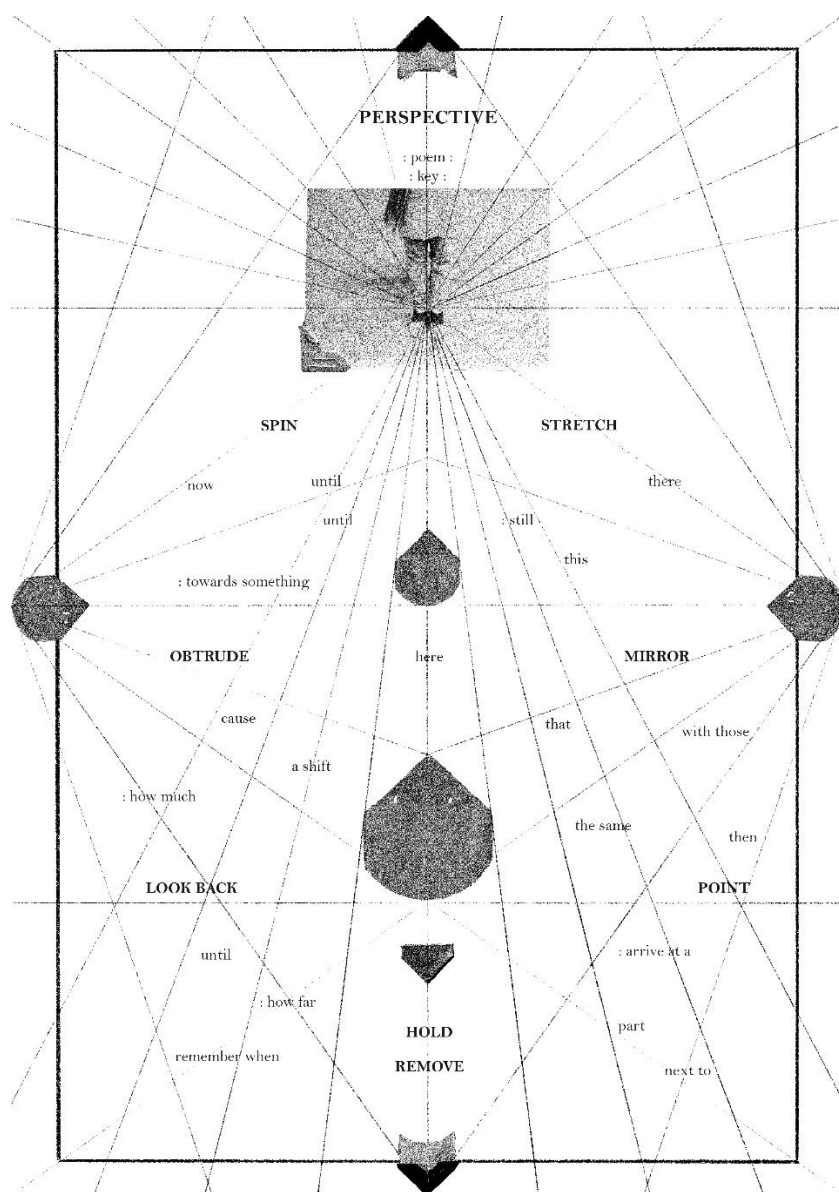 PERSPECTIVE
: poem :
: key :
SPIN
STRETCH
now
until
there
until
: still
this
: towards something
OBTRUDE
here
MIRROR
cause
that
with those
a shift
: how much
the same
then
LOOK BACK
POINT
until
: arrive at a
: how far
part
HOLD
remember when
REMOVE
next to